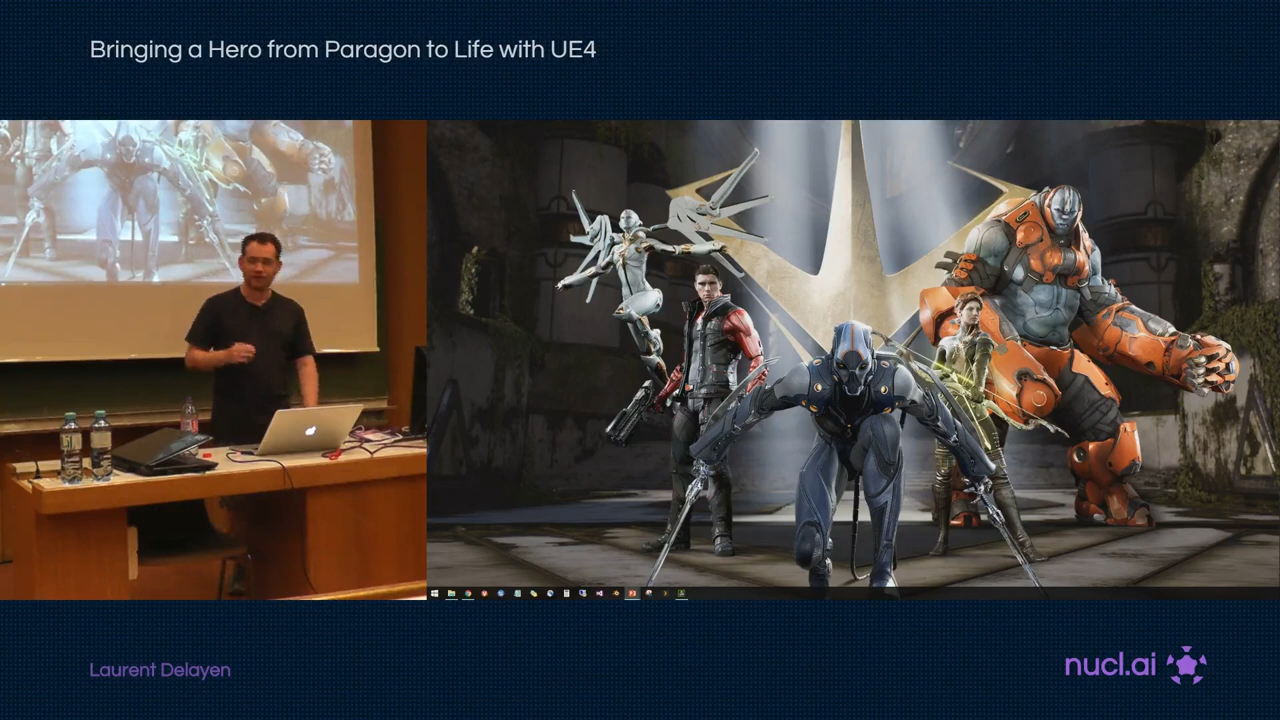 Bringing a Hero from Paragon to Life with UE4
Laurent Delayen
nucl.ai